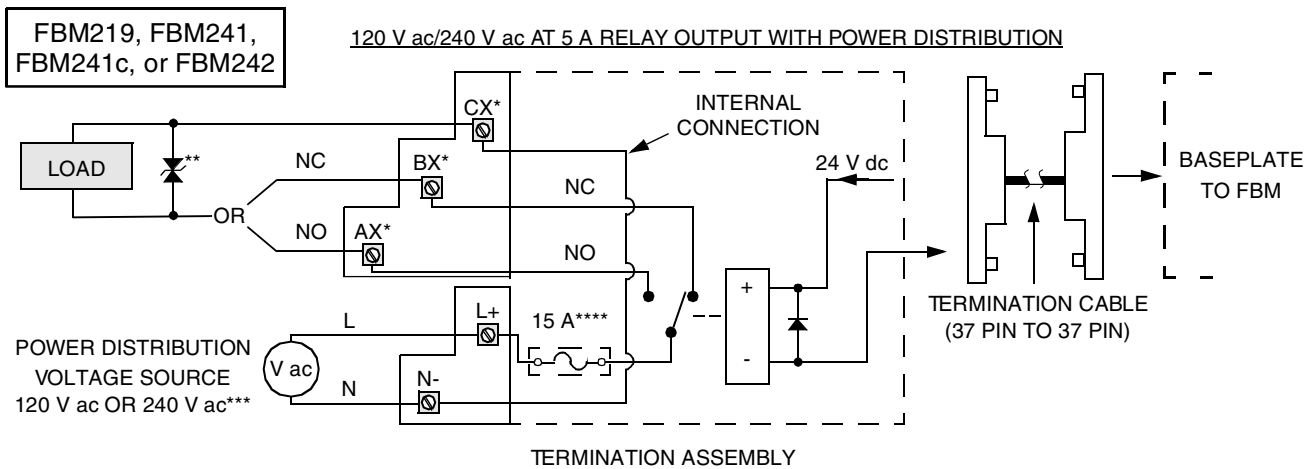 FBM219, FBM241,
FBM241c, or FBM242
120 V ac/240 V ac AT 5 A RELAY OUTPUT WITH POWER DISTRIBUTION
CX*
INTERNAL
CONNECTION
LOAD
**
NC
BX*
NC
24 V dc
BASEPLATE
TO FBM
OR
NO
AX*
NO
+
-
TERMINATION CABLE
(37 PIN TO 37 PIN)
L
L+
15 A****
POWER DISTRIBUTION
VOLTAGE SOURCE
120 V ac OR 240 V ac***
V ac
N
N-
TERMINATION ASSEMBLY